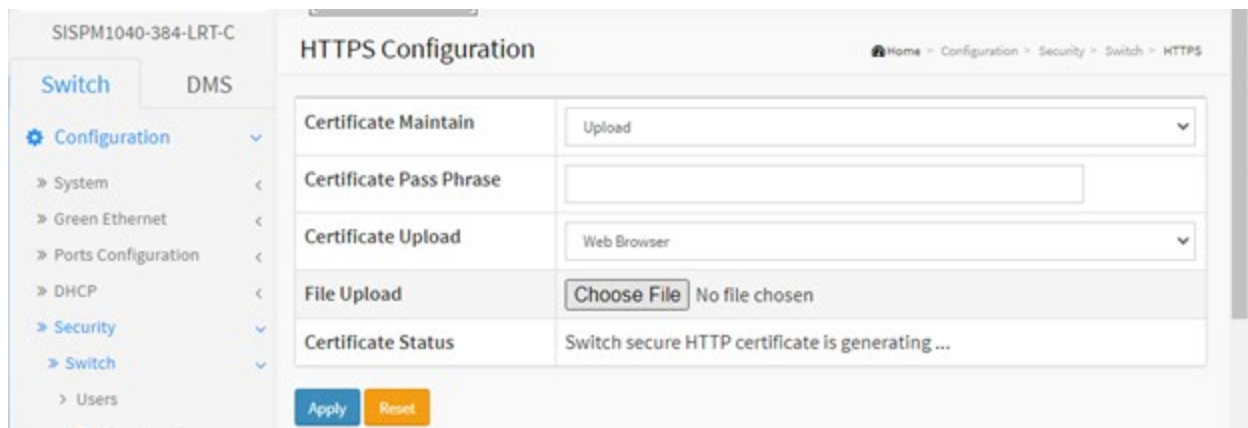 SISPM1040-384-LRT-C
Switch
DMS
Configuration
System
Green Ethernet
Ports Configuration
DHCP
Security
Switch
Users
HTTPS Configuration
Home > Configuration > Security > Switch > HTTPS
Certificate Maintain
Upload
Certificate Pass Phrase
Certificate Upload
Web Browser
File Upload
Choose File No file chosen
Certificate Status
Switch secure HTTP certificate is generating ...
Apply
Reset